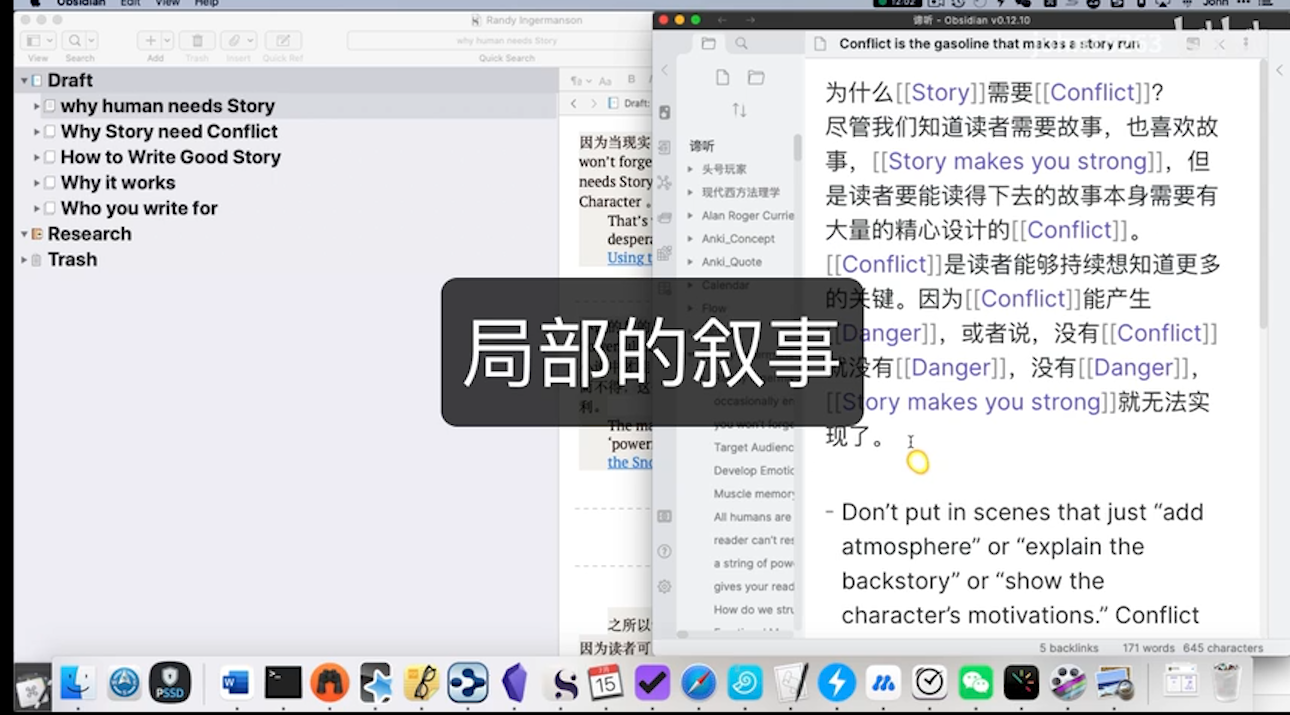 Obsidian Edit View Help
12:02
John
Randy Ingermanson
谛听 - Obsidian v0.12.10
View
Search
Add
Trash
Insert
Quick Ref
why human needs Story
Quick Search
Draft
why human needs Story
Why Story need Conflict
How to Write Good Story
Why it works
Who you write for
Research
Trash
Aa B
Draft:
因为当现实
won't forge
needs Story
Character 。
That's
despera
Using t
而不得，这
利。
The ma
'power
the Sno
之所以
因为读者可
谛听
头号玩家
现代西方法理学
Alan Roger Currie
Anki_Concept
Anki_Quote
Calendar
Flow
occasionally en
you won't forge
Target Audienc
Develop Emotic
Muscle memory
All humans are
reader can't res
a string of pow
gives your read
How do we stru
Conflict is the gasoline that makes a story run
为什么[[Story]]需要[[Conflict]]?
尽管我们知道读者需要故事，也喜欢故
事，[[Story makes you strong]]，但
是读者要能读得下去的故事本身需要有
大量的精心设计的[[Conflict]]。
[[Conflict]]是读者能够持续想知道更多
的关键。因为[[Conflict]]能产生
[[Danger]]，或者说，没有[[Conflict]]
就没有[[Danger]]，没有[[Danger]]，
[[Story makes you strong]]就无法实
现了。
- Don't put in scenes that just “add
atmosphere” or “explain the
backstory” or “show the
character's motivations.” Conflict
5 backlinks 171 words 645 characters
局部的叙事
PSSD
15